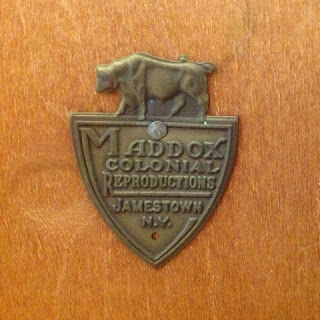 MADDOX
COLONIAL
REPRODUCTIONS
JAMESTOWN
N.Y.